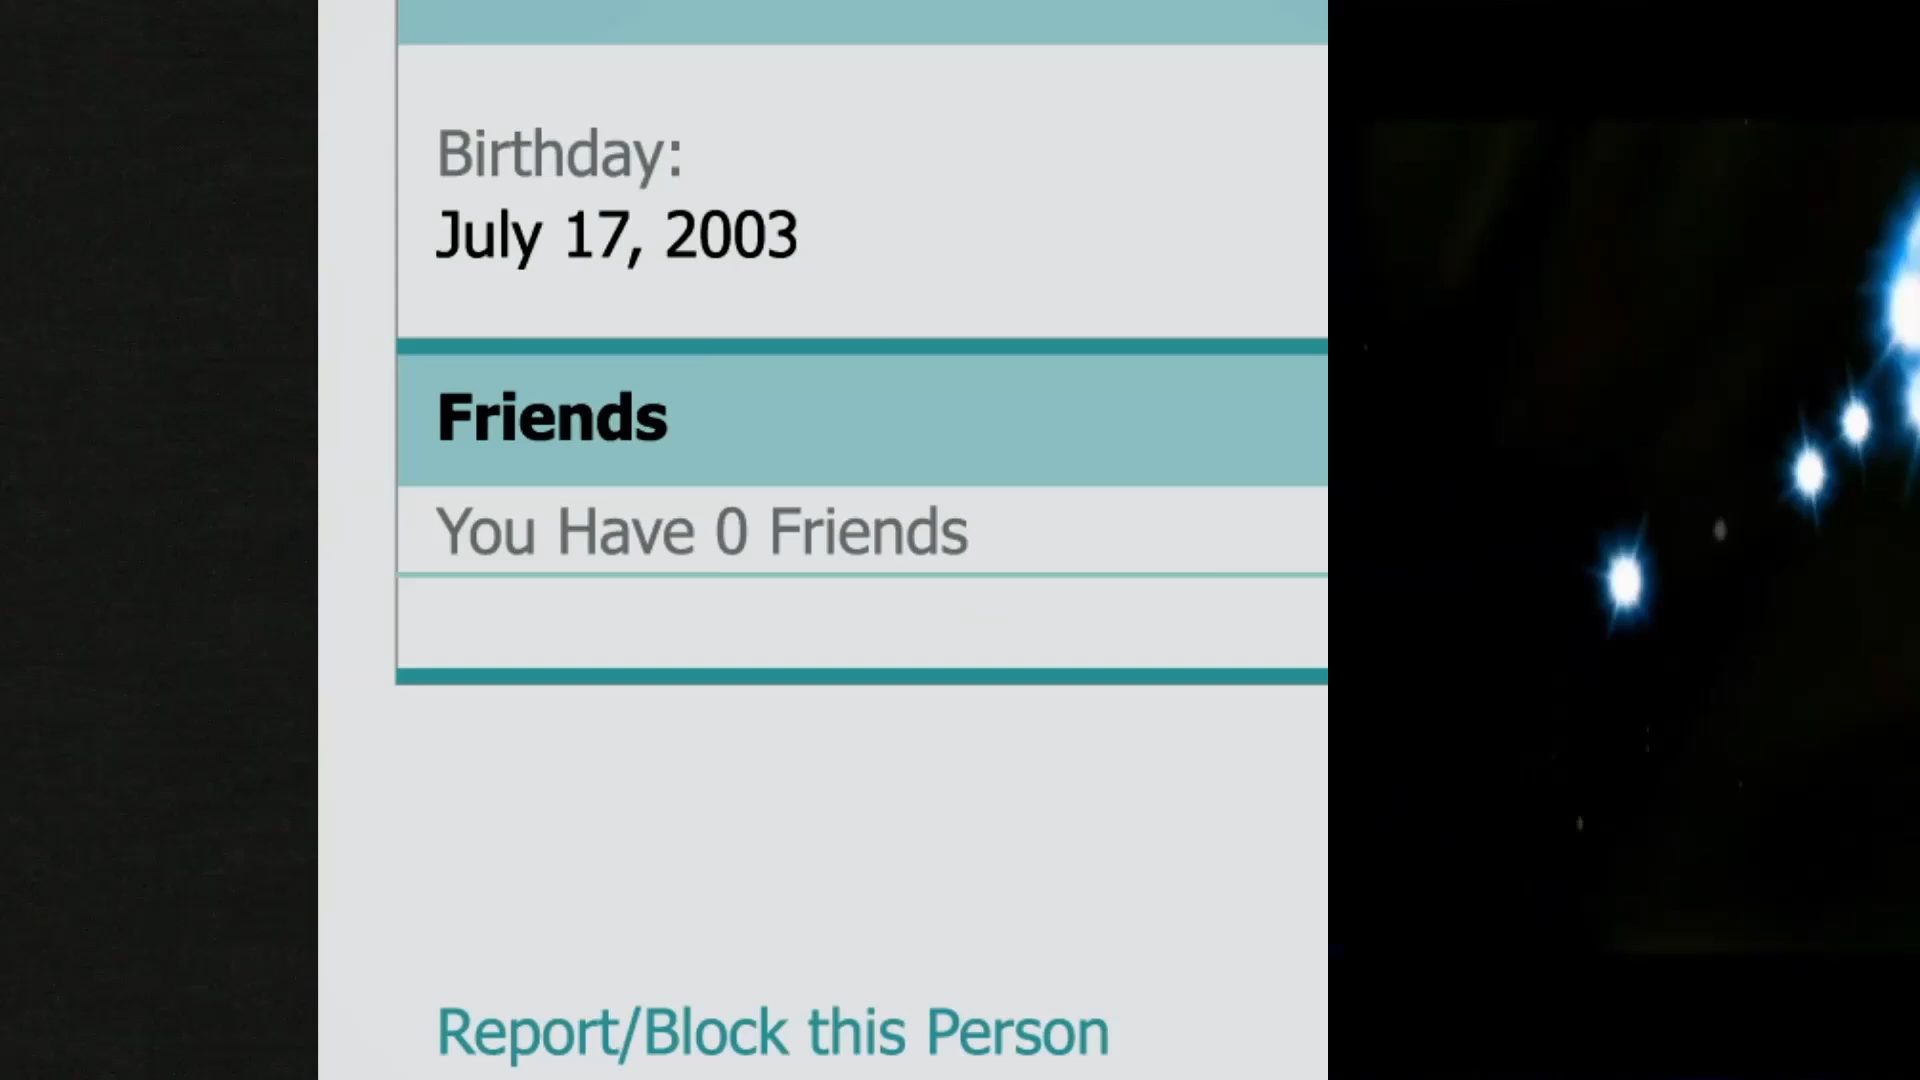 Birthday:
July 17, 2003
Friends
You Have 0 Friends
Report/Block this Person